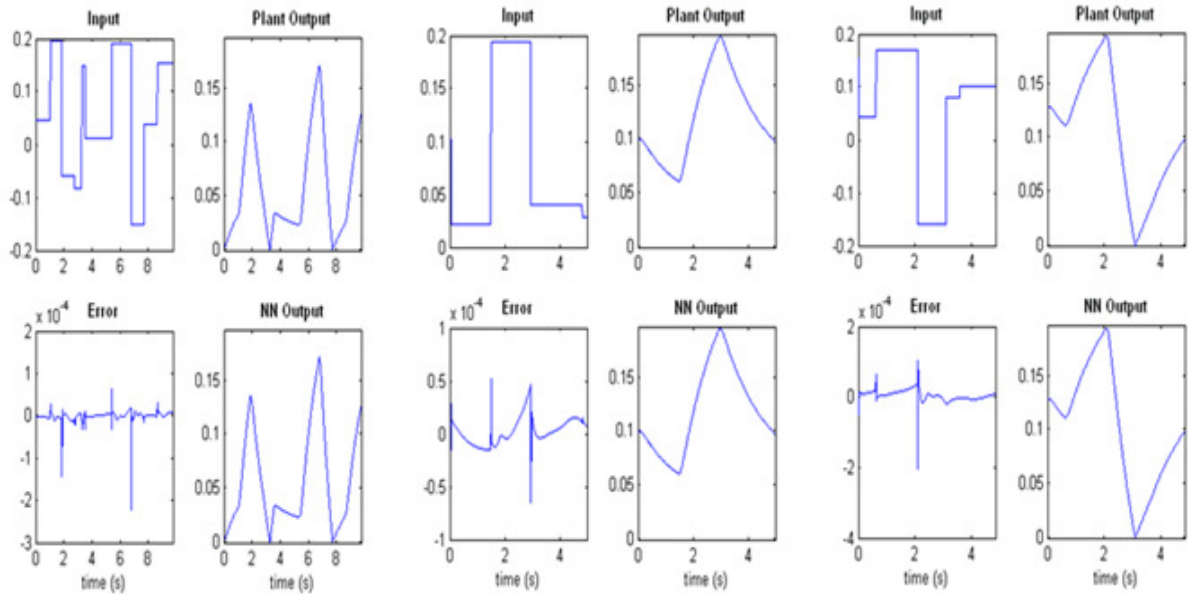 Input
0.2
0.1
0
-0.1
-0.2
0 2 4 6 8
Plant Output
0.15
0.1
0.05
0
0 2 4 6 8
x 10-4
Error
2
1
0
-1
-2
-3
0 2 4 6 8
time (s)
NN Output
0.15
0.1
0.05
0
0 2 4 6 8
time (s)
Input
0.2
0.15
0.1
0.05
0
0 2 4
Plant Output
0.15
0.1
0.05
0
0 2 4
x 10-4
Error
1
0.5
0
-0.5
-1
0 2 4
time (s)
NN Output
0.15
0.1
0.05
0
0 2 4
time (s)
Input
0.2
0.1
0
-0.1
-0.2
0 2 4
Plant Output
0.15
0.1
0.05
0
0 2 4
x 10-4
Error
2
0
-2
-4
0 2 4
time (s)
NN Output
0.15
0.1
0.05
0
0 2 4
time (s)